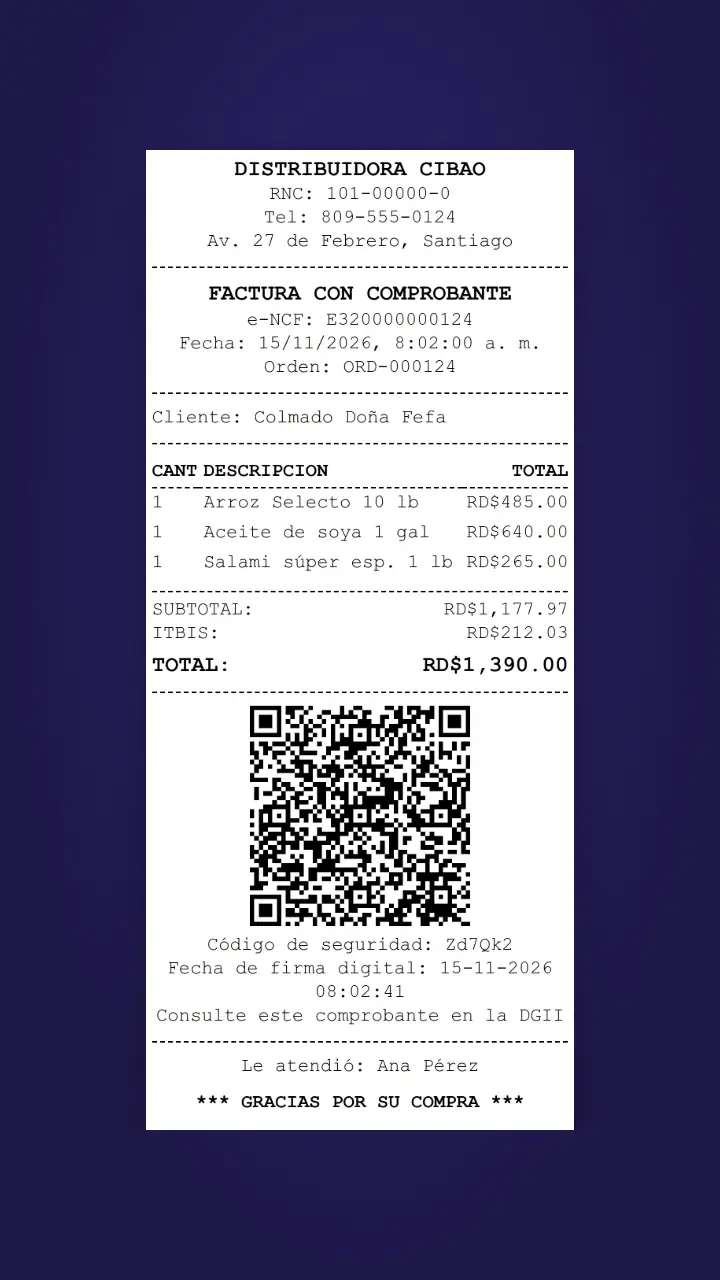 DISTRIBUIDORA CIBAO
RNC: 101-00000-0
Tel: 809-555-0124
Av. 27 de Febrero, Santiago
FACTURA CON COMPROBANTE
e-NCF: E320000000124
Fecha: 15/11/2026, 8:02:00 a. m.
Orden: ORD-000124
Cliente: Colmado Doña Fefa
CANT DESCRIPCION TOTAL
1 Arroz Selecto 10 lb RD$485.00
1 Aceite de soya 1 gal RD$640.00
1 Salami súper esp. 1 lb RD$265.00
SUBTOTAL: RD$1,177.97
ITBIS: RD$212.03
TOTAL: RD$1,390.00
Código de seguridad: Zd7Qk2
Fecha de firma digital: 15-11-2026
08:02:41
Consulte este comprobante en la DGII
Le atendió: Ana Pérez
*** GRACIAS POR SU COMPRA ***